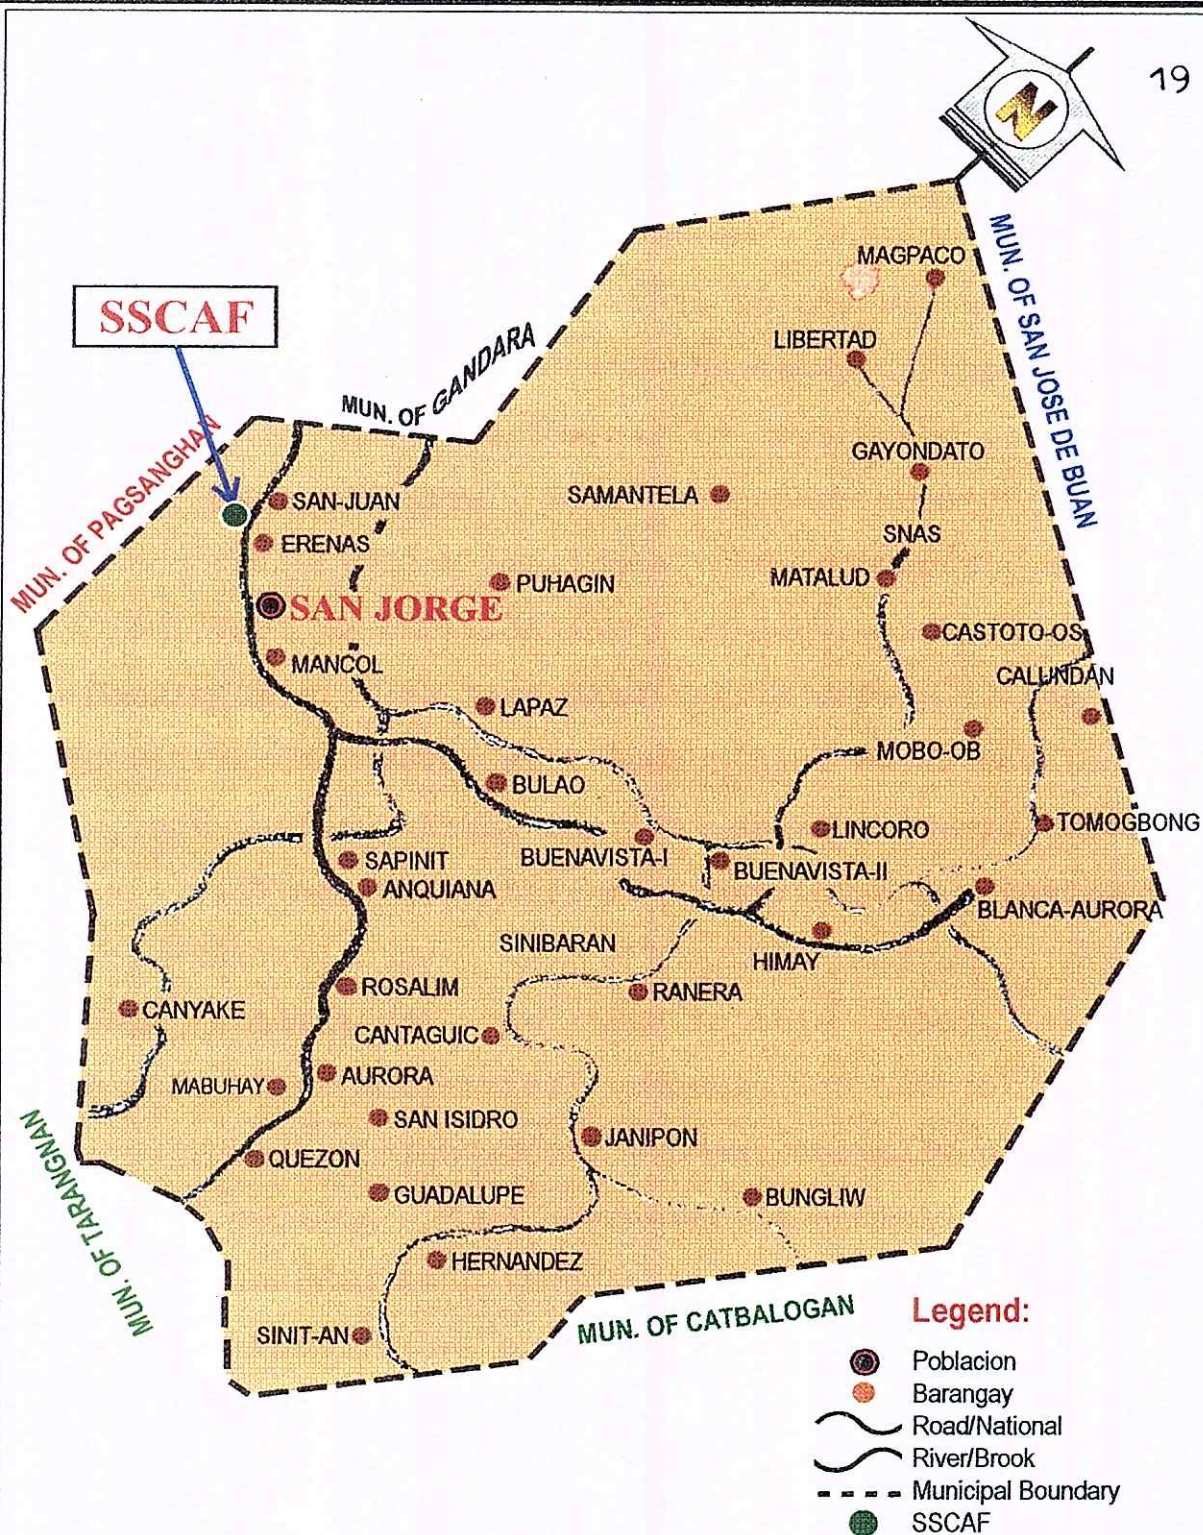 19
N
MAGPACO
MUN. OF SAN JOSE DE BUAN
SSCAF
LIBERTAD
MUN. OF GANDARA
MUN. OF PAGSANGHAN
GAYONDATO
SAN-JUAN
SAMANTELA
SNAS
ERENAS
PUHAGIN
MATALUD
SAN JORGE
CASTOTO-OS
MANCOL
CALUNDAN
LAPAZ
MOBO-OB
BULAO
LINCORO
TOMOGBONG
SAPINIT
BUENAVISTA-I
BUENAVISTA-II
ANQUIANA
BLANCA-AURORA
SINIBARAN
HIMAY
ROSALIM
RANERA
CANYAKE
CANTAGUIC
MABUHAY
AURORA
SAN ISIDRO
JANIPON
QUEZON
GUADALUPE
BUNGLIW
MUN. OF TARANGNAN
HERNANDEZ
SINIT-AN
MUN. OF CATBALOGAN
Legend:
Poblacion
Barangay
Road/National
River/Brook
Municipal Boundary
SSCAF